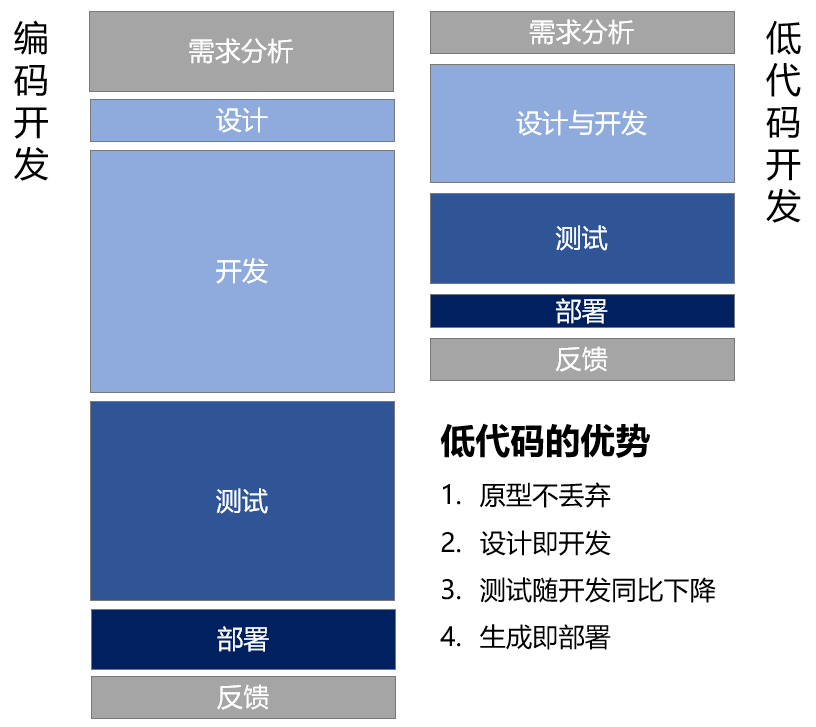 编码开发
需求分析
设计
开发
测试
部署
反馈
低代码开发
需求分析
设计与开发
测试
部署
反馈
低代码的优势
1. 原型不丢弃
2. 设计即开发
3. 测试随开发同比下降
4. 生成即部署